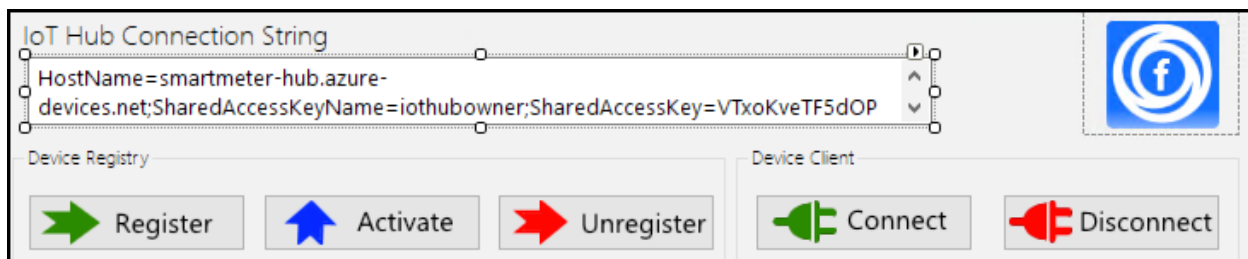 IoT Hub Connection String
HostName=smartmeter-hub.azure-
devices.net;SharedAccessKeyName=iothubowner;SharedAccessKey=VTxoKveTF5dOP
f
Device Registry
Device Client
Register
Activate
Unregister
Connect
Disconnect